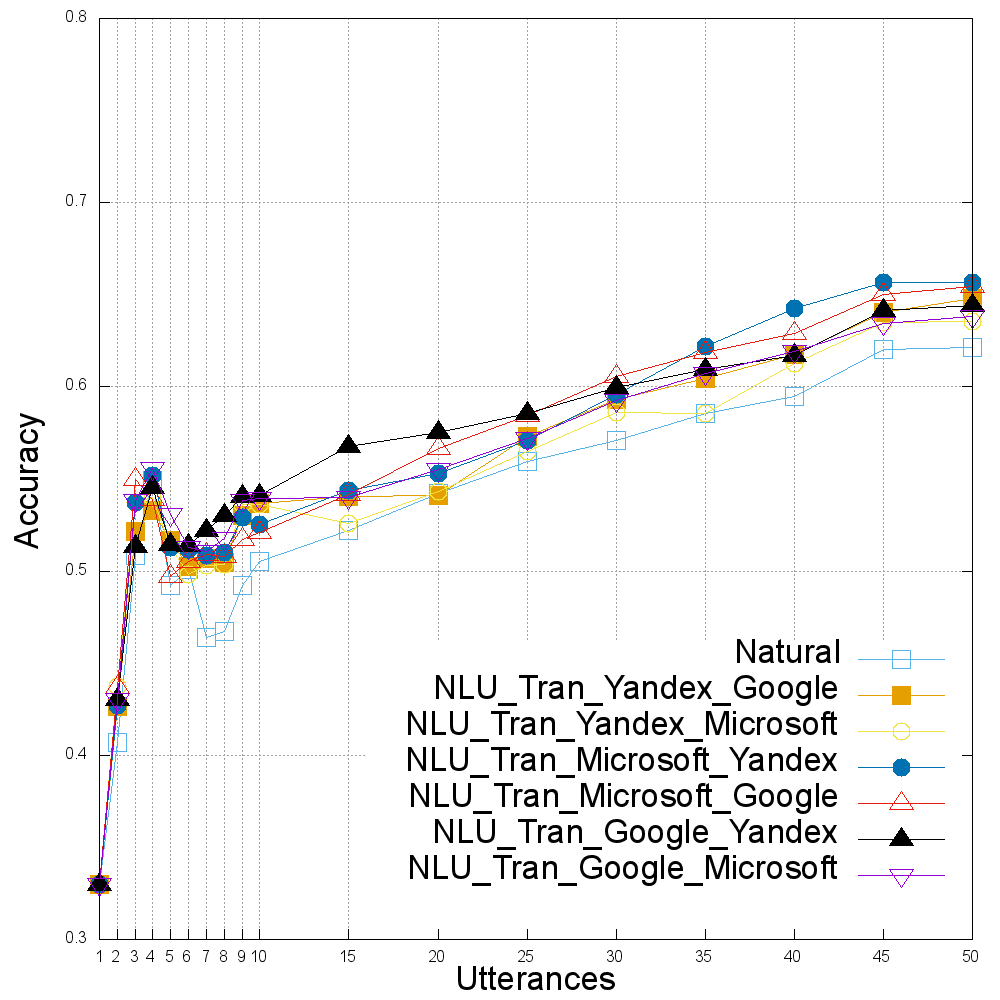 0.8
0.7
0.6
0.5
0.4
0.3
Accuracy
Natural
NLU_Tran_Yandex_Google
NLU_Tran_Yandex_Microsoft
NLU_Tran_Microsoft_Yandex
NLU_Tran_Microsoft_Google
NLU_Tran_Google_Yandex
NLU_Tran_Google_Microsoft
1 2 3 4 5 6 7 8 9 10 15 20 25 30 35 40 45 50
Utterances